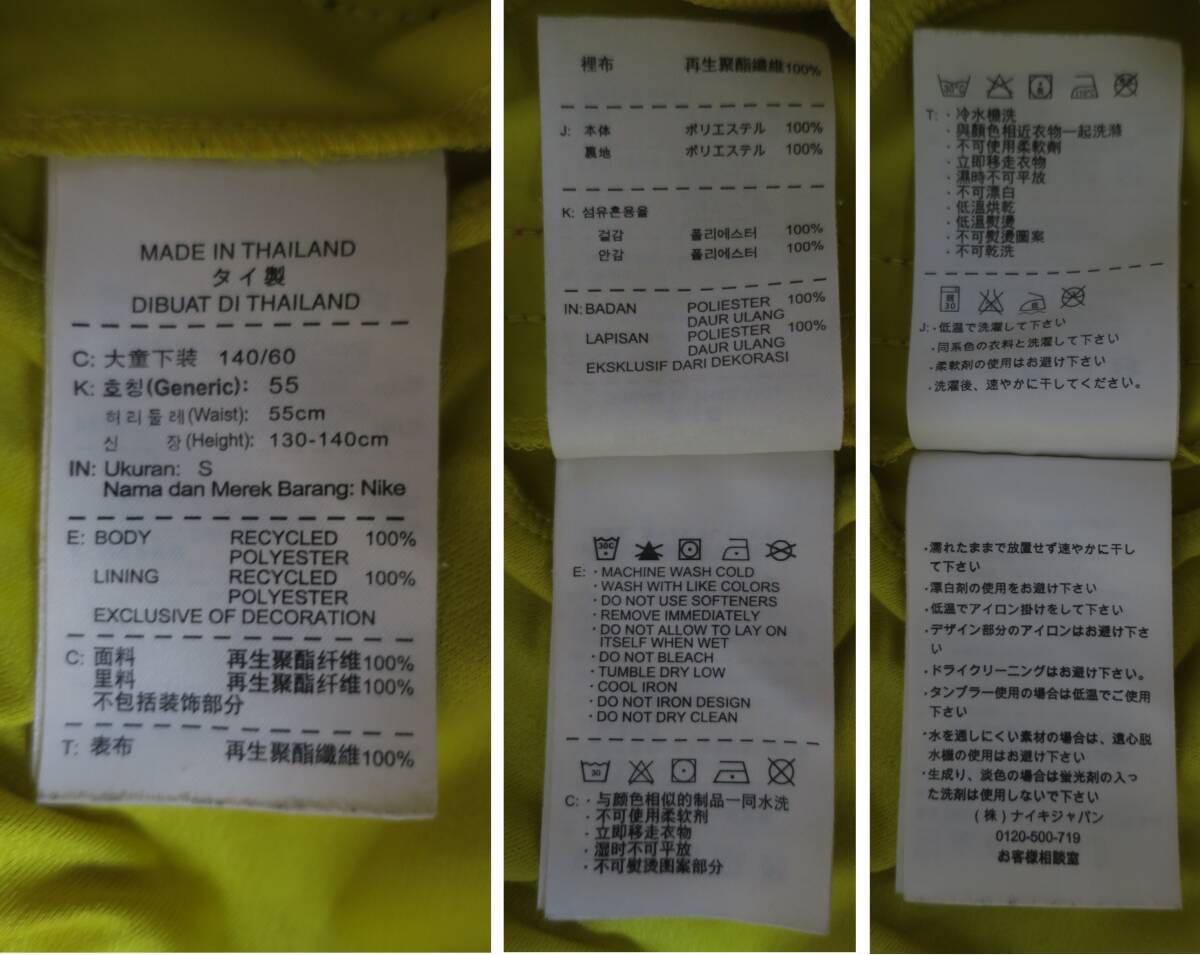 MADE IN THAILAND
タイ製
DIBUAT DI THAILAND
C: 大童下装 140/60
K: 호칭(Generic): 55
허리둘레(Waist): 55cm
신 장(Height): 130-140cm
IN: Ukuran: S
Nama dan Merek Barang: Nike
E: BODY RECYCLED 100%
POLYESTER
LINING RECYCLED 100%
POLYESTER
EXCLUSIVE OF DECORATION
C: 面料 再生聚酯纤维100%
里料 再生聚酯纤维100%
不包括装饰部分
T: 表布 再生聚酯纖維100%
裡布 再生聚酯纖維100%
J: 本体 ポリエステル 100%
裏地 ポリエステル 100%
K: 섬유혼용율
겉감 폴리에스터 100%
안감 폴리에스터 100%
IN: BADAN POLIESTER 100%
DAUR ULANG
LAPISAN POLIESTER 100%
DAUR ULANG
EKSKLUSIF DARI DEKORASI
30C
E: · MACHINE WASH COLD
· WASH WITH LIKE COLORS
· DO NOT USE SOFTENERS
· REMOVE IMMEDIATELY
· DO NOT ALLOW TO LAY ON
ITSELF WHEN WET
· DO NOT BLEACH
· TUMBLE DRY LOW
· COOL IRON
· DO NOT IRON DESIGN
· DO NOT DRY CLEAN
30
C: · 与颜色相似的制品一同水洗
· 不可使用柔软剂
· 立即移走衣物
· 湿时不可平放
· 不可熨烫图案部分
30°C 110°C
T: · 冷水機洗
· 與顏色相近衣物一起洗滌
· 不可使用柔軟劑
· 立即移走衣物
· 濕時不可平放
· 不可漂白
· 低溫烘乾
· 低溫熨燙
· 不可熨燙圖案
· 不可乾洗
30
J: ・低温で洗濯して下さい
・同系色の衣料と洗濯して下さい
・柔軟剤の使用はお避け下さい
・洗濯後、速やかに干してください。
・濡れたままで放置せず速やかに干し
て下さい
・漂白剤の使用をお避け下さい
・低温でアイロン掛けをして下さい
・デザイン部分のアイロンはお避け下さ
い
・ドライクリーニングはお避け下さい。
・タンブラー使用の場合は低温でご使用
下さい
・水を通しにくい素材の場合は、遠心脱
水機の使用はお避け下さい
・生成り、淡色の場合は蛍光剤の入っ
た洗剤は使用しないで下さい
(株)ナイキジャパン
0120-500-719
お客様相談室